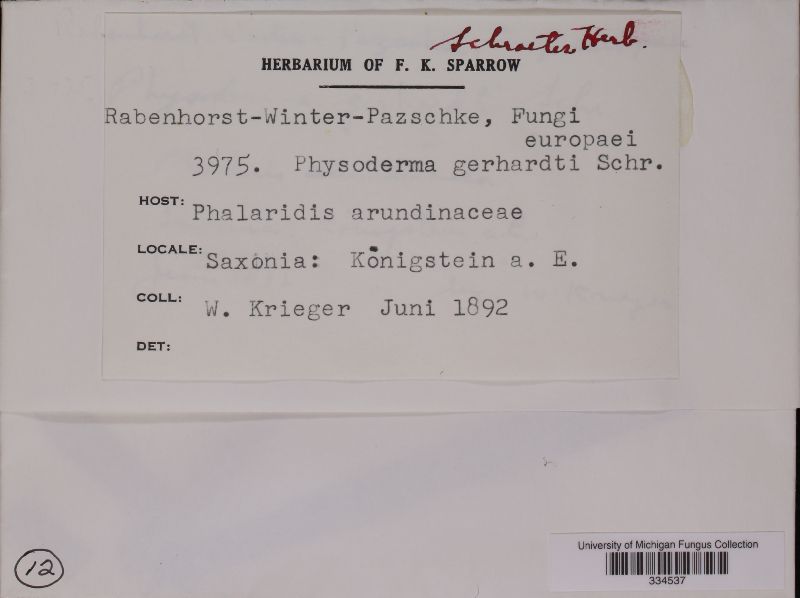 Schroeter Herb.
HERBARIUM OF F. K. SPARROW
Rabenhorst-Winter-Pazschke, Fungi
europaei
3975. Physoderma gerhardti Schr.
HOST: Phalaridis arundinaceae
LOCALE: Saxonia: Königstein a. E.
COLL: W. Krieger Juni 1892
DET:
12
University of Michigan Fungus Collection
334537